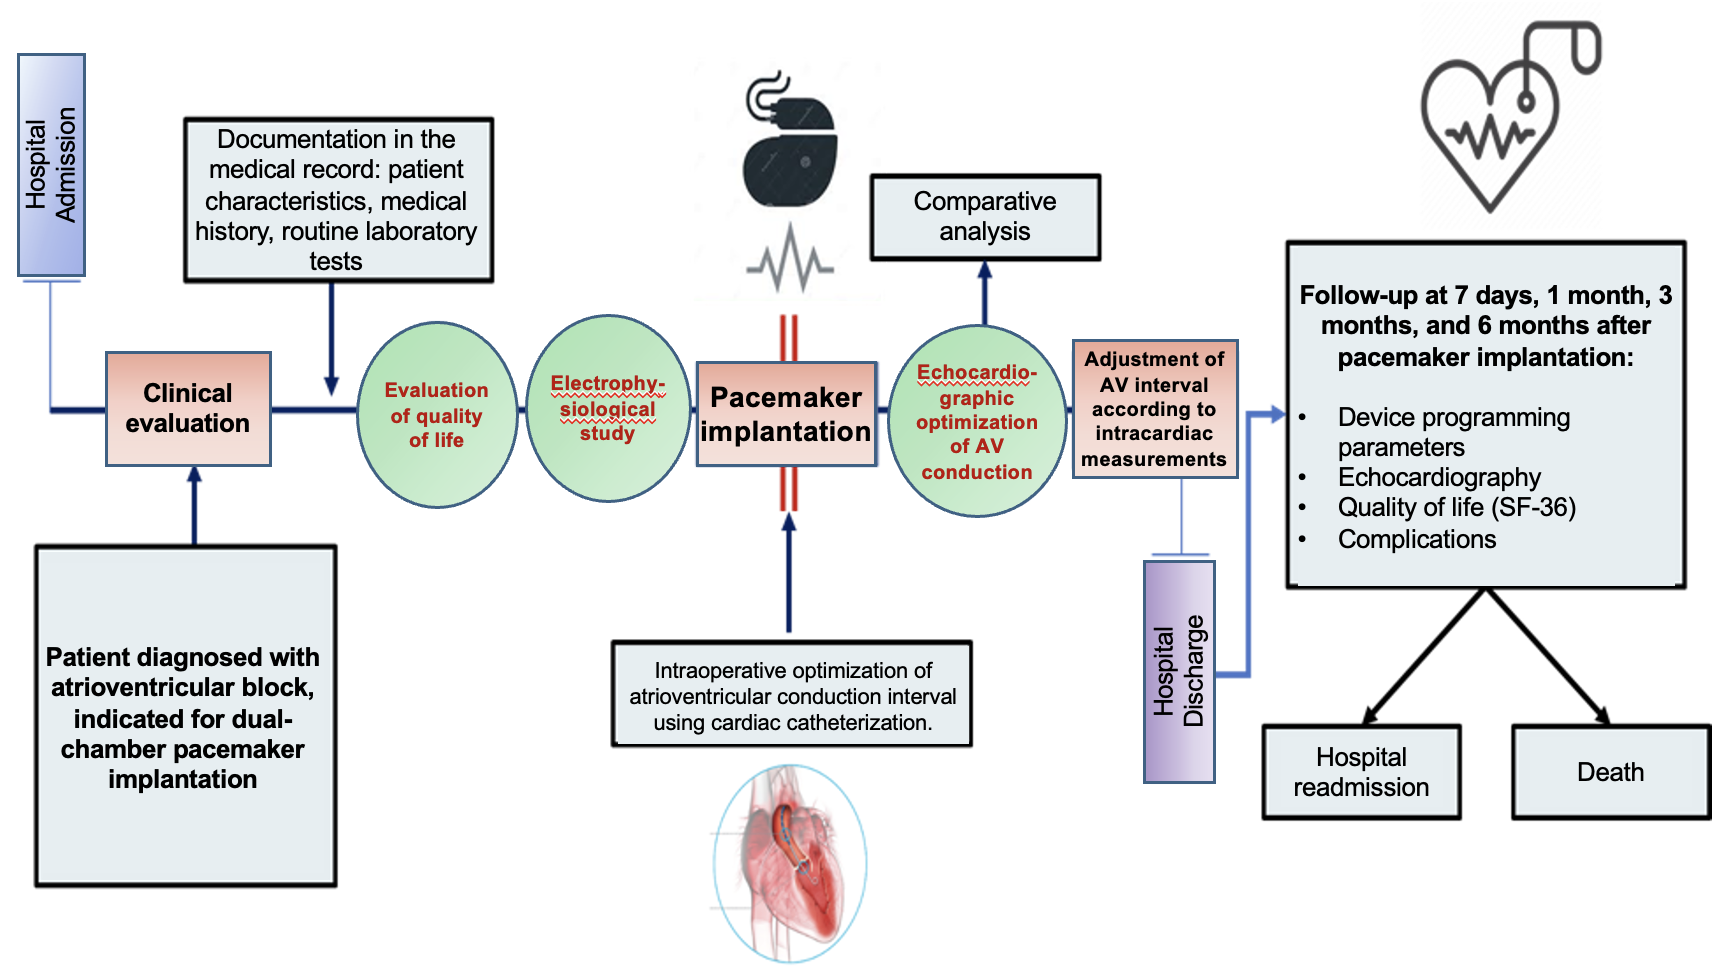 Hospital
Admission
Documentation in the
medical record: patient
characteristics, medical
history, routine laboratory
tests
Clinical
evaluation
Patient diagnosed with
atrioventricular block,
indicated for dual-
chamber pacemaker
implantation
Evaluation
of quality
of life
Electrophy-
siological
study
Pacemaker
implantation
Intraoperative optimization of
atrioventricular conduction interval
using cardiac catheterization.
Comparative
analysis
Echocardio-
graphic
optimization
of AV
conduction
Adjustment of
AV interval
according to
intracardiac
measurements
Hospital
Discharge
Follow-up at 7 days, 1 month, 3
months, and 6 months after
pacemaker implantation:
• Device programming
parameters
• Echocardiography
• Quality of life (SF-36)
• Complications
Hospital
readmission
Death